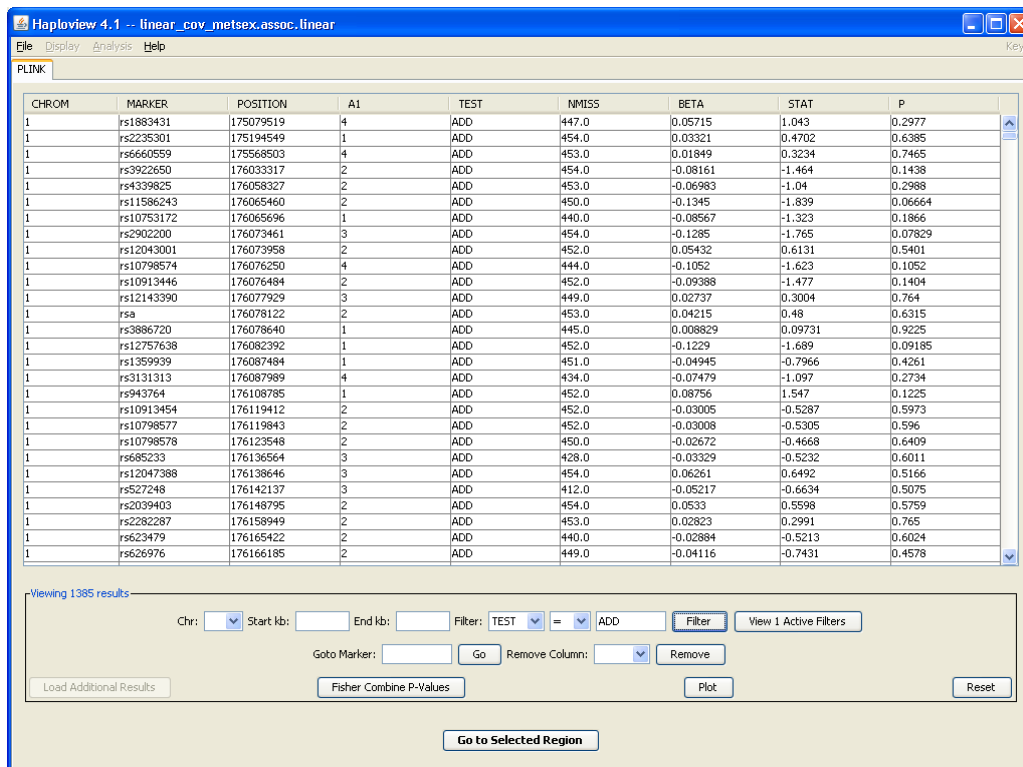 Haploview 4.1 -- linear_cov_metsex.assoc.linear
File Display Analysis Help Key
PLINK
CHROM MARKER POSITION A1 TEST NMISS BETA STAT P
1 rs1883431 175079519 4 ADD 447.0 0.05715 1.043 0.2977
1 rs2235301 175194549 1 ADD 454.0 0.03321 0.4702 0.6385
1 rs6660559 175568503 4 ADD 453.0 0.01849 0.3234 0.7465
1 rs3922650 176033317 2 ADD 454.0 -0.08161 -1.464 0.1438
1 rs4339825 176058327 2 ADD 453.0 -0.06983 -1.04 0.2988
1 rs11586243 176065460 2 ADD 450.0 -0.1345 -1.839 0.06664
1 rs10753172 176065696 1 ADD 440.0 -0.08567 -1.323 0.1866
1 rs2902200 176073461 3 ADD 454.0 -0.1285 -1.765 0.07829
1 rs12043001 176073958 2 ADD 452.0 0.05432 0.6131 0.5401
1 rs10798574 176076250 4 ADD 444.0 -0.1052 -1.623 0.1052
1 rs10913446 176076484 2 ADD 452.0 -0.09388 -1.477 0.1404
1 rs12143390 176077929 3 ADD 449.0 0.02737 0.3004 0.764
1 rsa 176078122 2 ADD 453.0 0.04215 0.48 0.6315
1 rs3886720 176078640 1 ADD 445.0 0.008829 0.09731 0.9225
1 rs12757638 176082392 1 ADD 452.0 -0.1229 -1.689 0.09185
1 rs1359939 176087484 1 ADD 451.0 -0.04945 -0.7966 0.4261
1 rs3131313 176087989 4 ADD 434.0 -0.07479 -1.097 0.2734
1 rs943764 176108785 1 ADD 452.0 0.08756 1.547 0.1225
1 rs10913454 176119412 2 ADD 452.0 -0.03005 -0.5287 0.5973
1 rs10798577 176119843 2 ADD 452.0 -0.03008 -0.5305 0.596
1 rs10798578 176123548 2 ADD 450.0 -0.02672 -0.4668 0.6409
1 rs685233 176136564 3 ADD 428.0 -0.03329 -0.5232 0.6011
1 rs12047388 176138646 3 ADD 454.0 0.06261 0.6492 0.5166
1 rs527248 176142137 3 ADD 412.0 -0.05217 -0.6634 0.5075
1 rs2039403 176148795 2 ADD 454.0 0.0533 0.5598 0.5759
1 rs2282287 176158949 2 ADD 453.0 0.02823 0.2991 0.765
1 rs623479 176165422 2 ADD 440.0 -0.02884 -0.5213 0.6024
1 rs626976 176166185 2 ADD 449.0 -0.04116 -0.7431 0.4578
Viewing 1385 results
Chr: Start kb: End kb: Filter: TEST = ADD Filter View 1 Active Filters
Goto Marker: Go Remove Column: Remove
Load Additional Results Fisher Combine P-Values Plot Reset
Go to Selected Region